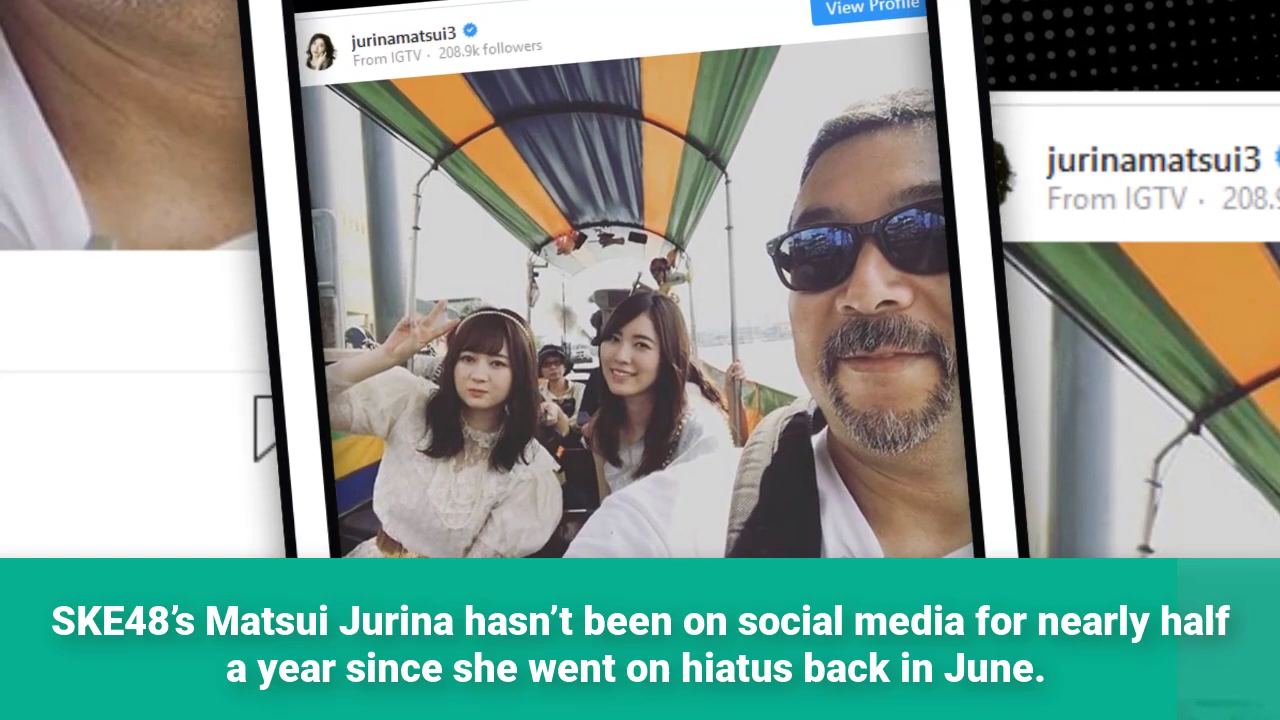 View Profile
jurinamatsui3
From IGTV · 208.9k followers
jurinamatsui3
From IGTV · 208.9
SKE48’s Matsui Jurina hasn’t been on social media for nearly half
a year since she went on hiatus back in June.